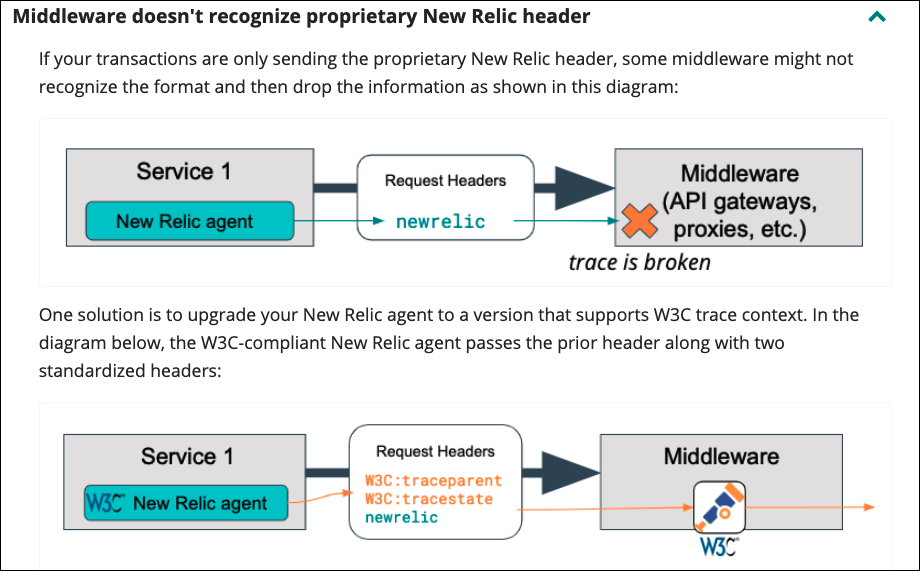 Middleware doesn't recognize proprietary New Relic header
If your transactions are only sending the proprietary New Relic header, some middleware might not
recognize the format and then drop the information as shown in this diagram:
Service 1
New Relic agent
Request Headers
newrelic
Middleware
(API gateways,
proxies, etc.)
trace is broken
One solution is to upgrade your New Relic agent to a version that supports W3C trace context. In the
diagram below, the W3C-compliant New Relic agent passes the prior header along with two
standardized headers:
Service 1
W3C New Relic agent
Request Headers
W3C:traceparent
W3C:tracestate
newrelic
Middleware
W3C